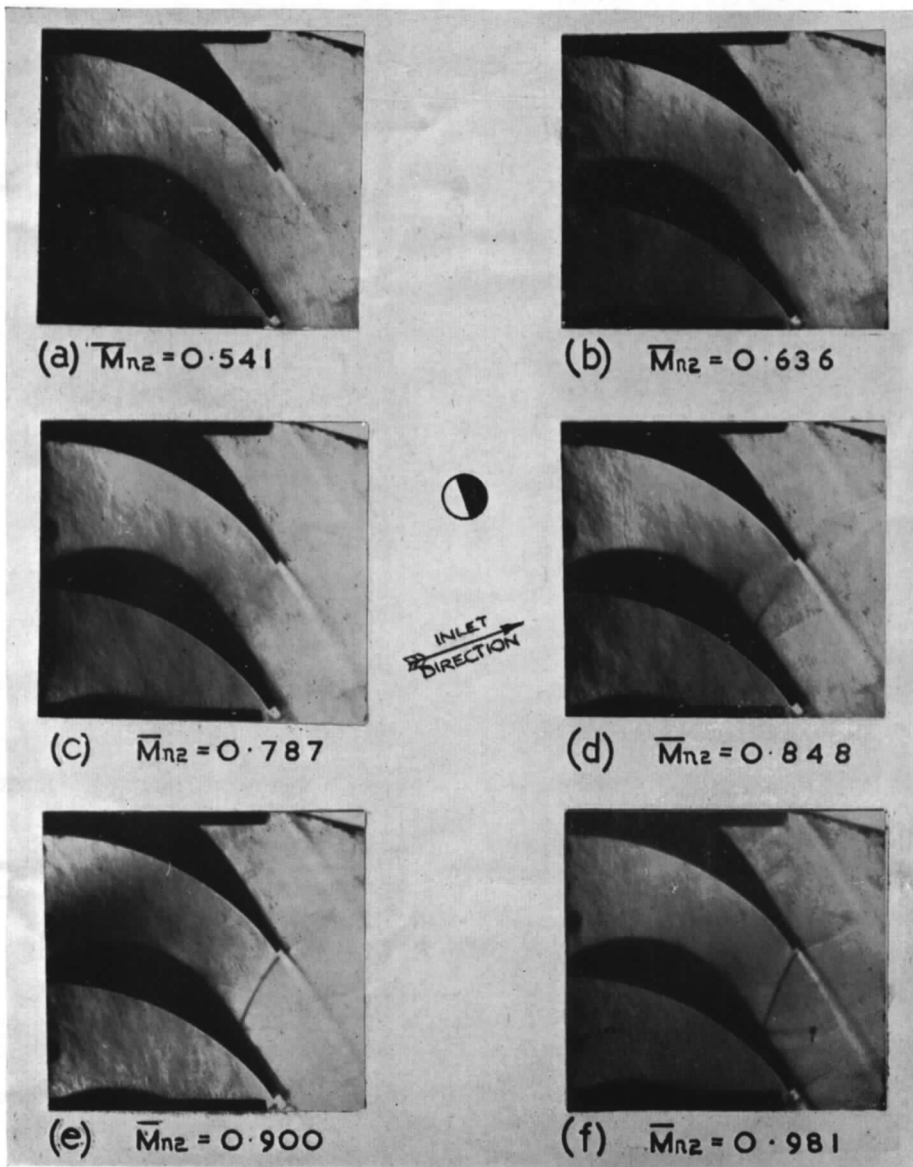 (a) M̅n2 = 0·541
(b) M̅n2 = 0·636
(c) M̅n2 = 0·787
(d) M̅n2 = 0·848
INLET
DIRECTION
(e) M̅n2 = 0·900
(f) M̅n2 = 0·981